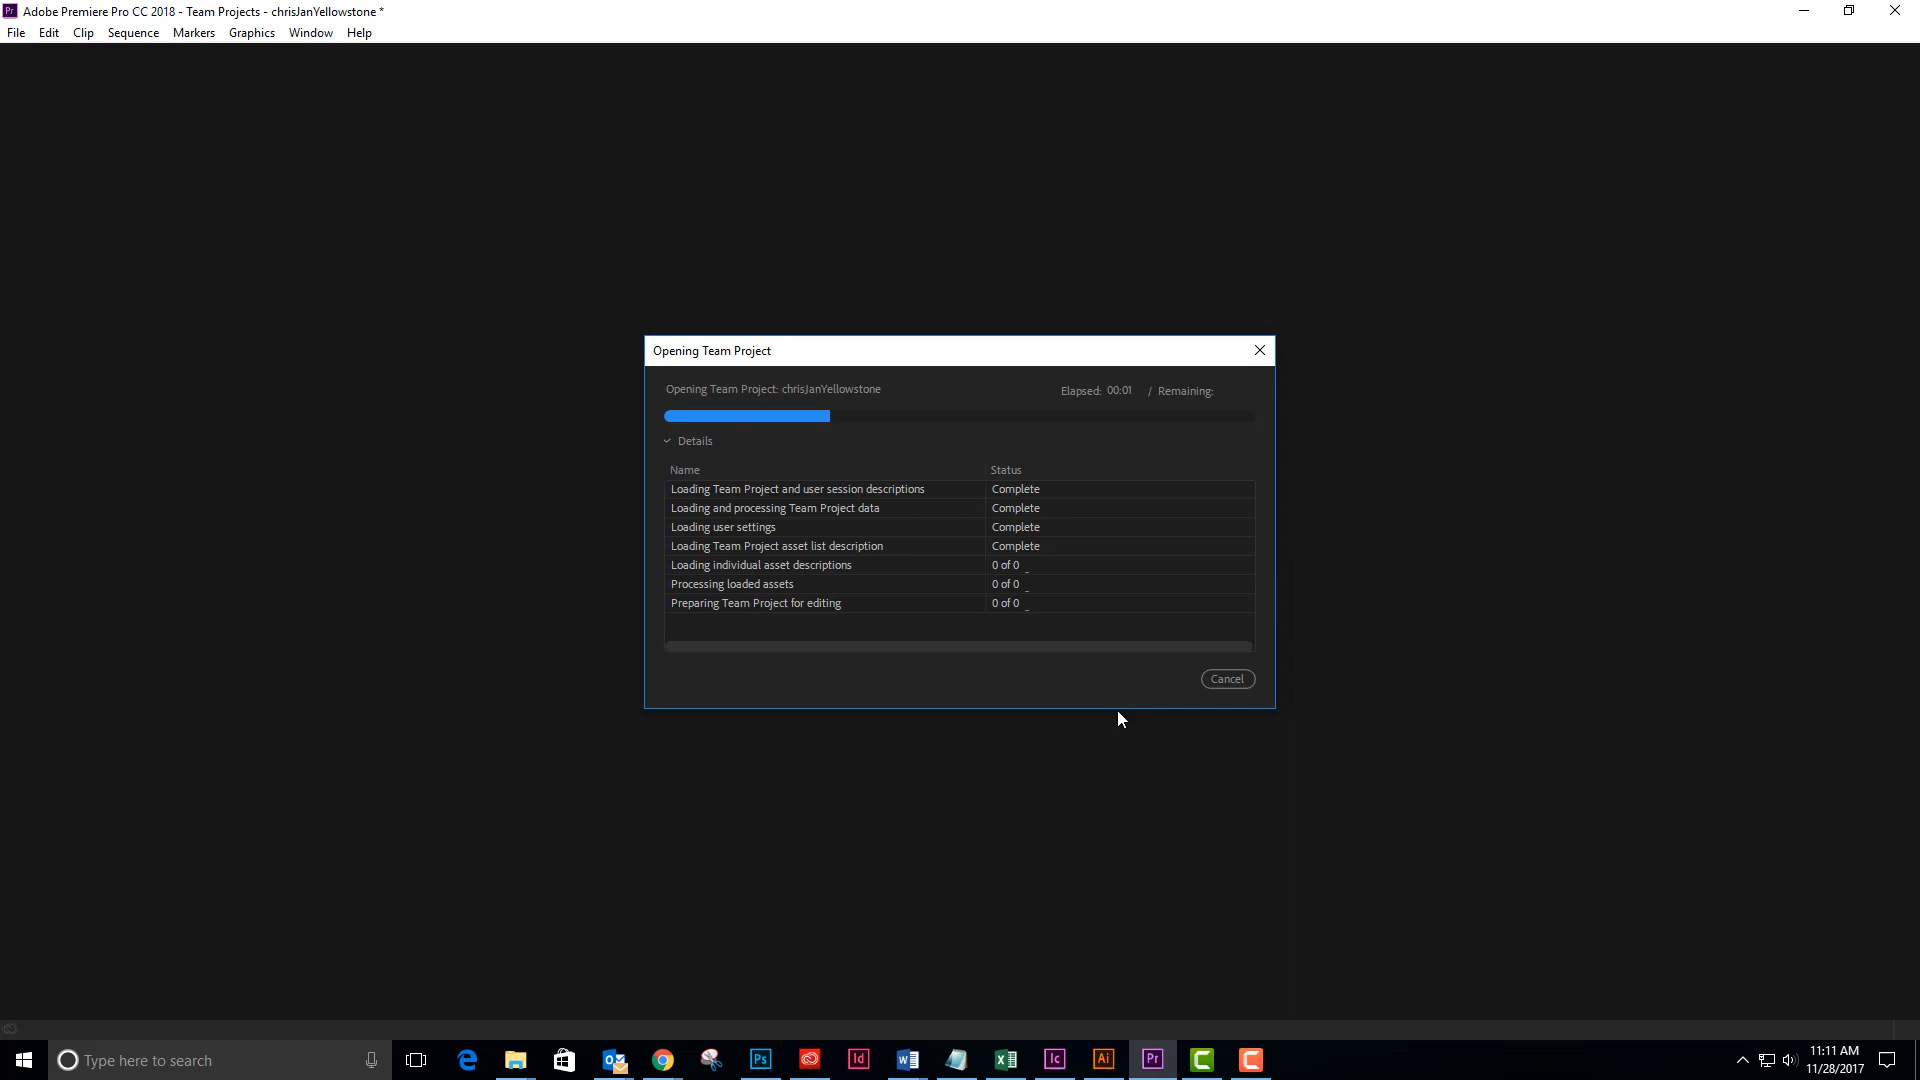 Pr Adobe Premiere Pro CC 2018 - Team Projects - chrisJanYellowstone *
File Edit Clip Sequence Markers Graphics Window Help
Opening Team Project
Opening Team Project: chrisJanYellowstone Elapsed: 00:01 / Remaining:
Details
Name Status
Loading Team Project and user session descriptions Complete
Loading and processing Team Project data Complete
Loading user settings Complete
Loading Team Project asset list description Complete
Loading individual asset descriptions 0 of 0 _
Processing loaded assets 0 of 0 _
Preparing Team Project for editing 0 of 0 _
Cancel
Type here to search Ps Id Ic Ai Pr 11:11 AM
11/28/2017